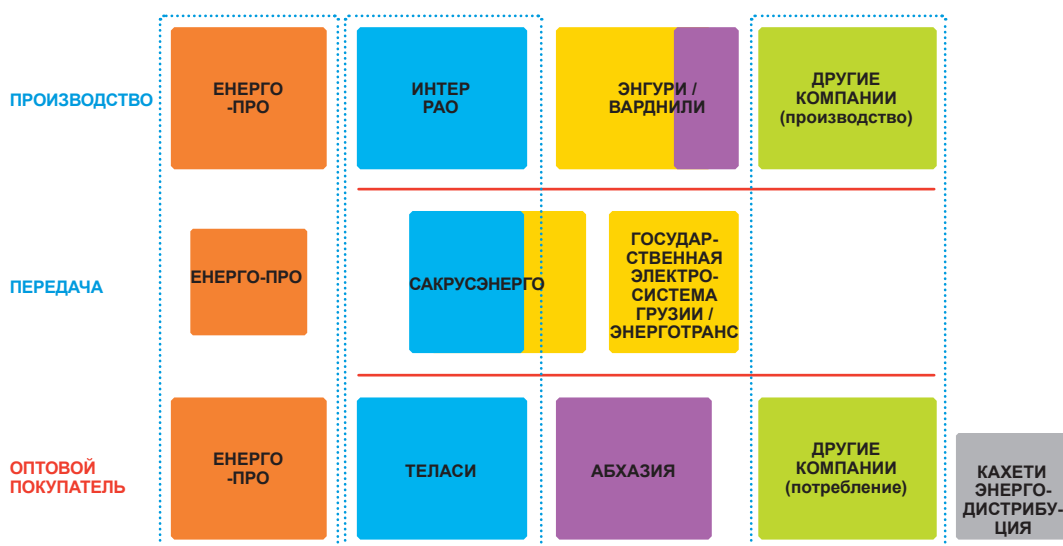 ПРОИЗВОДСТВО
ЕНЕРГО
-ПРО
ИНТЕР
РАО
ЭНГУРИ /
ВАРДНИЛИ
ДРУГИЕ
КОМПАНИИ
(производство)
ПЕРЕДАЧА
ЕНЕРГО-ПРО
САКРУСЭНЕРГО
ГОСУДАР-
СТВЕННАЯ
ЭЛЕКТРО-
СИСТЕМА
ГРУЗИИ /
ЭНЕРГОТРАНС
ОПТОВОЙ
ПОКУПАТЕЛЬ
ЕНЕРГО
-ПРО
ТЕЛАСИ
АБХАЗИЯ
ДРУГИЕ
КОМПАНИИ
(потребление)
КАХЕТИ
ЭНЕРГО-
ДИСТРИБУ-
ЦИЯ